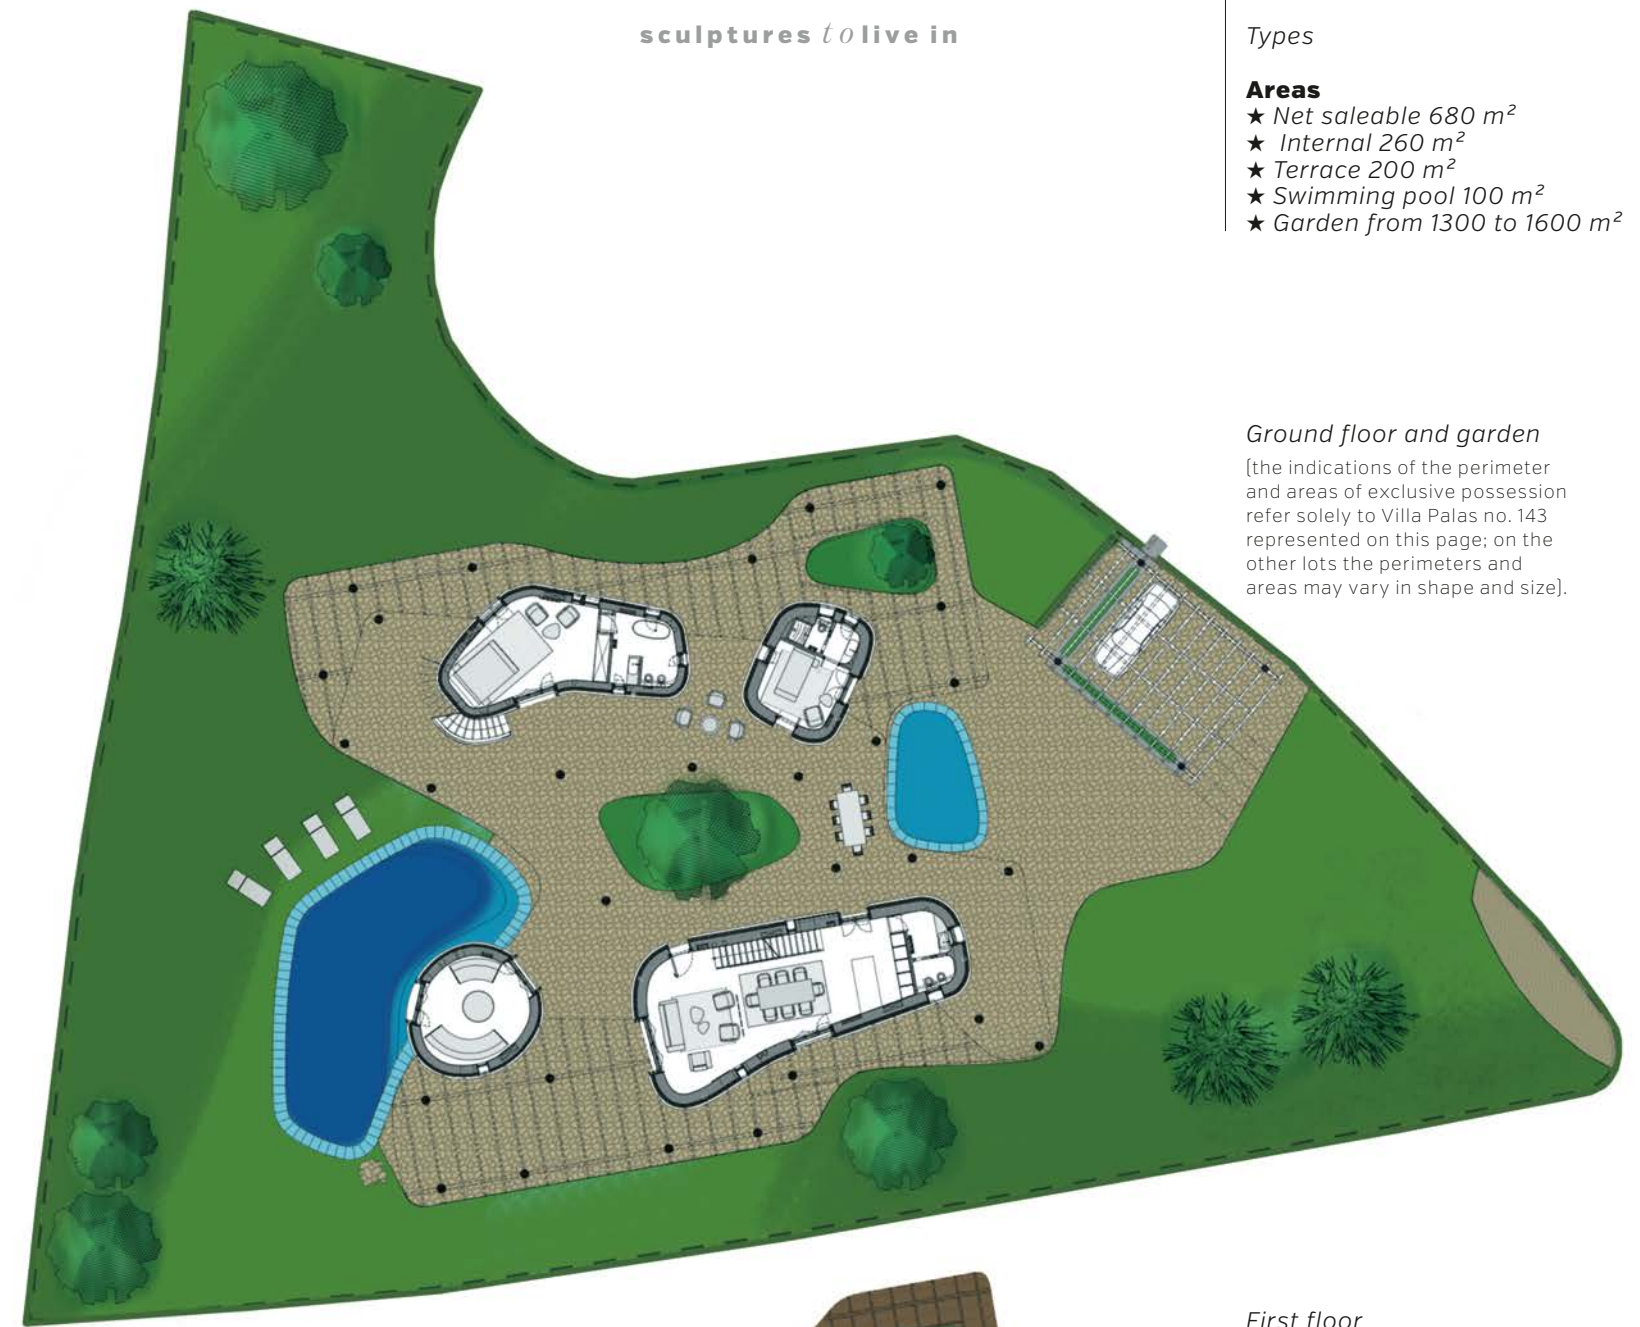 sculptures to live in
Types
Areas
★ Net saleable 680 m²
★ Internal 260 m²
★ Terrace 200 m²
★ Swimming pool 100 m²
★ Garden from 1300 to 1600 m²
Ground floor and garden
(the indications of the perimeter
and areas of exclusive possession
refer solely to Villa Palas no. 143
represented on this page; on the
other lots the perimeters and
areas may vary in shape and size).
First floor